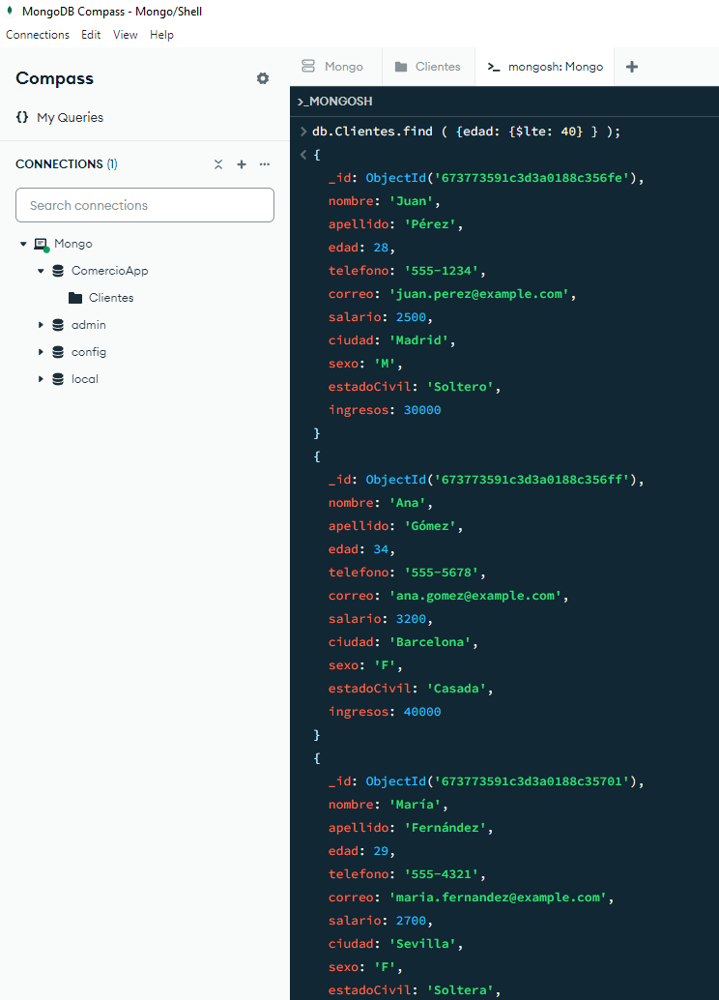 MongoDB Compass - Mongo/Shell
Connections Edit View Help
Compass
{} My Queries
CONNECTIONS (1)
Search connections
Mongo
ComercioApp
Clientes
admin
config
local
Mongo Clientes >_ mongosh: Mongo +
>_MONGOSH
> db.Clientes.find ( {edad: {$lte: 40} } );
< {
_id: ObjectId('673773591c3d3a0188c356fe'),
nombre: 'Juan',
apellido: 'Pérez',
edad: 28,
telefono: '555-1234',
correo: 'juan.perez@example.com',
salario: 2500,
ciudad: 'Madrid',
sexo: 'M',
estadoCivil: 'Soltero',
ingresos: 30000
}
{
_id: ObjectId('673773591c3d3a0188c356ff'),
nombre: 'Ana',
apellido: 'Gómez',
edad: 34,
telefono: '555-5678',
correo: 'ana.gomez@example.com',
salario: 3200,
ciudad: 'Barcelona',
sexo: 'F',
estadoCivil: 'Casada',
ingresos: 40000
}
{
_id: ObjectId('673773591c3d3a0188c35701'),
nombre: 'María',
apellido: 'Fernández',
edad: 29,
telefono: '555-4321',
correo: 'maria.fernandez@example.com',
salario: 2700,
ciudad: 'Sevilla',
sexo: 'F',
estadoCivil: 'Soltera',